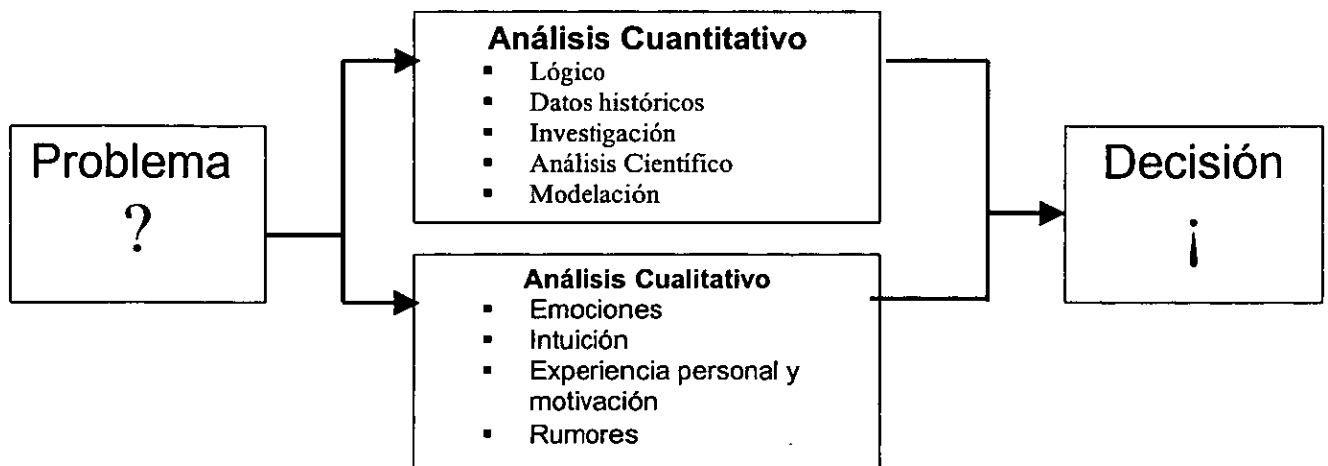 Problema
?
Análisis Cuantitativo
▪ Lógico
▪ Datos históricos
▪ Investigación
▪ Análisis Científico
▪ Modelación
Análisis Cualitativo
▪ Emociones
▪ Intuición
▪ Experiencia personal y
motivación
▪ Rumores
Decisión
¡